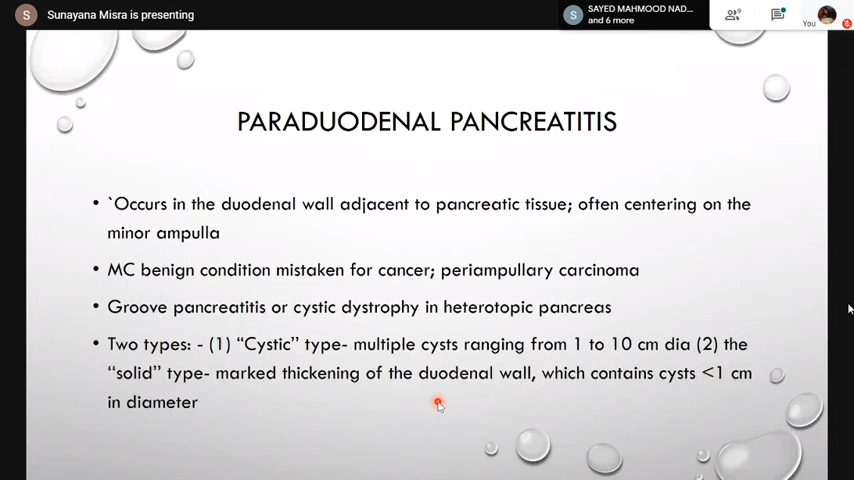 S Sunayana Misra is presenting
S SAYED MAHMOOD NAD...
and 6 more
9
You
PARADUODENAL PANCREATITIS
• `Occurs in the duodenal wall adjacent to pancreatic tissue; often centering on the
minor ampulla
• MC benign condition mistaken for cancer; periampullary carcinoma
• Groove pancreatitis or cystic dystrophy in heterotopic pancreas
• Two types: - (1) “Cystic” type- multiple cysts ranging from 1 to 10 cm dia (2) the
“solid” type- marked thickening of the duodenal wall, which contains cysts <1 cm
in diameter